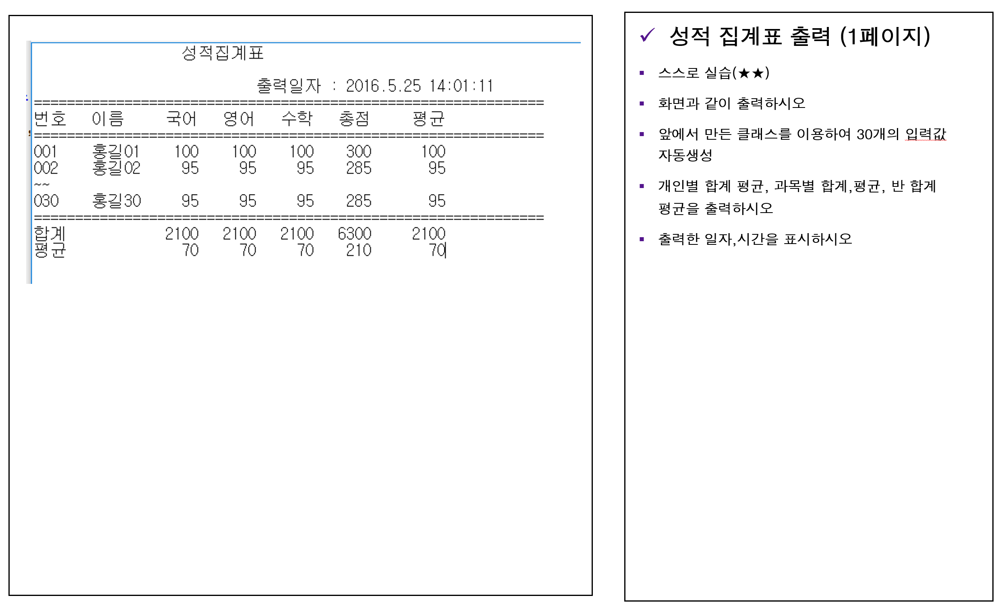 성적집계표
출력일자 : 2016.5.25 14:01:11
==============================================================
번호 이름 국어 영어 수학 총점 평균
==============================================================
001 홍길01 100 100 100 300 100
002 홍길02 95 95 95 285 95
~~
030 홍길30 95 95 95 285 95
==============================================================
합계 2100 2100 2100 6300 2100
평균 70 70 70 210 70
✓ 성적 집계표 출력 (1페이지)
▪ 스스로 실습(★★)
▪ 화면과 같이 출력하시오
▪ 앞에서 만든 클래스를 이용하여 30개의 입력값
자동생성
▪ 개인별 합계 평균, 과목별 합계,평균, 반 합계
평균을 출력하시오
▪ 출력한 일자,시간을 표시하시오